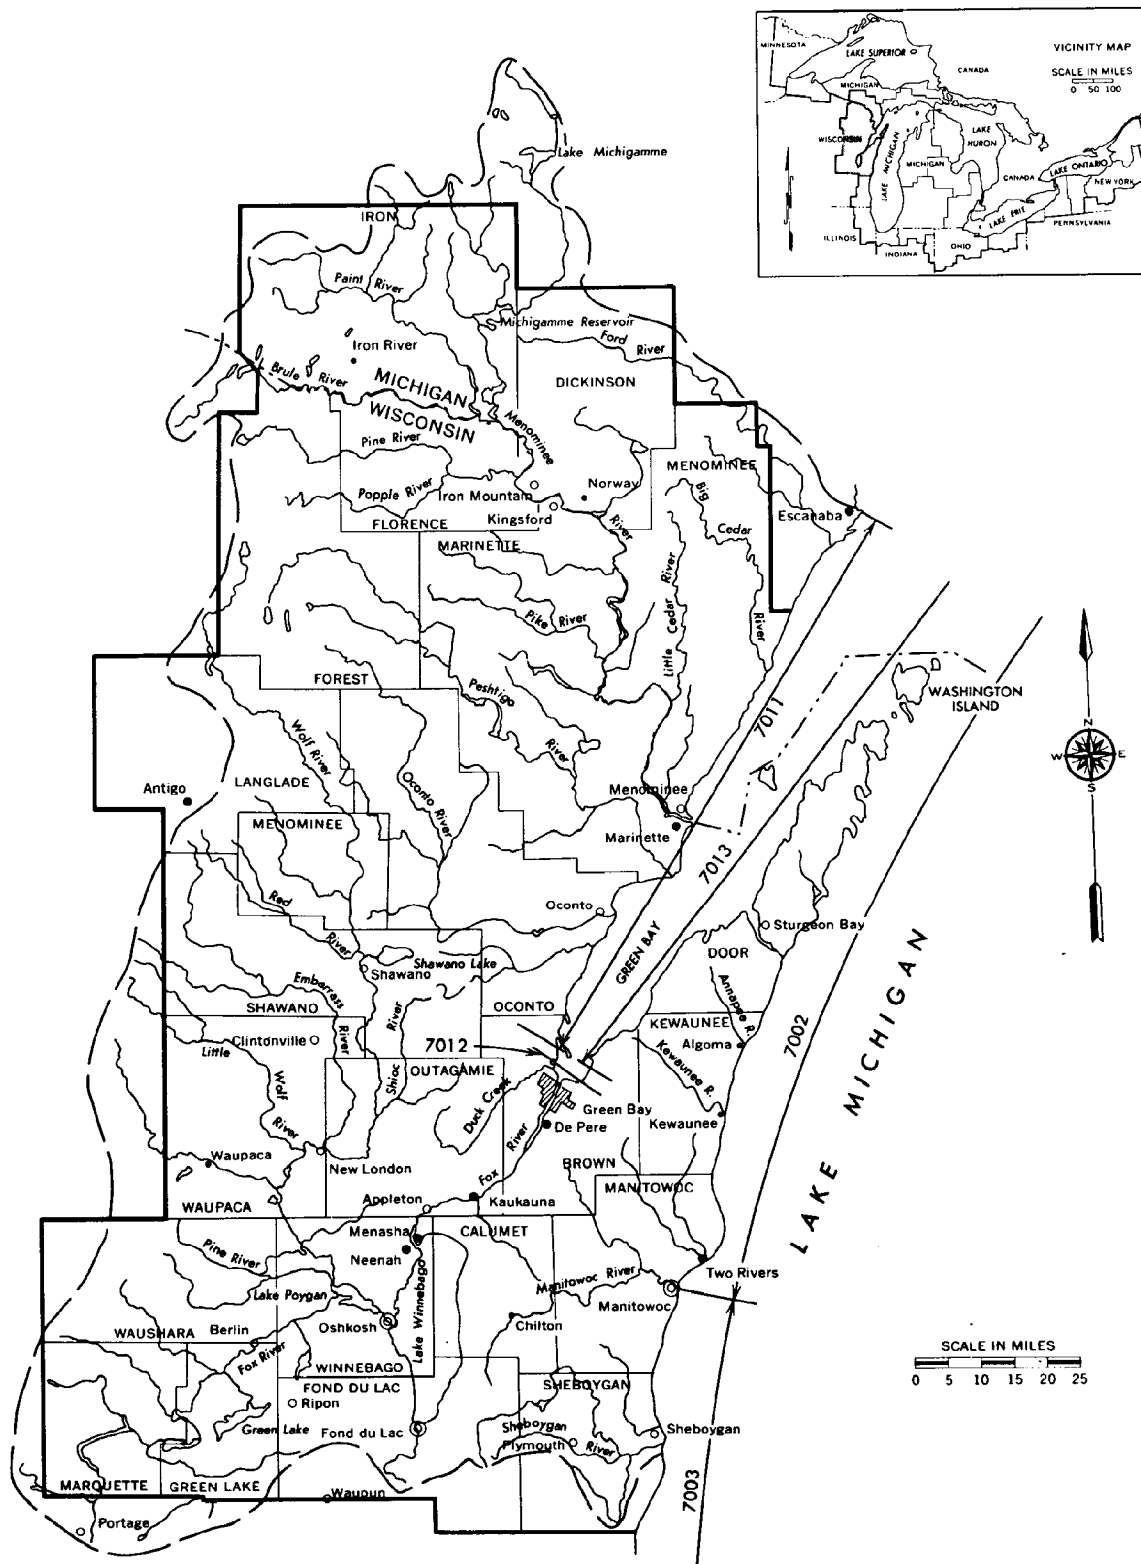 VICINITY MAP
SCALE IN MILES
0 50 100
MINNESOTA
LAKE SUPERIOR
CANADA
MICHIGAN
WISCONSIN
LAKE MICHIGAN
MICHIGAN
LAKE HURON
CANADA
LAKE ONTARIO
NEW YORK
LAKE ERIE
PENNSYLVANIA
ILLINOIS
INDIANA
OHIO
Lake Michigamme
IRON
Paint River
Michigamme Reservoir
Ford River
Iron River
DICKINSON
Brule River
MICHIGAN
WISCONSIN
Menominee
Pine River
MENOMINEE
Popple River
Iron Mountain
Norway
Big
Kingsford
Escanaba
FLORENCE
River
Cedar
MARINETTE
Pike River
Little Cedar River
River
FOREST
Peshtigo
River
WASHINGTON
ISLAND
7011
Wolf River
N
W E
S
LANGLADE
Oconto River
Antigo
Menominee
MENOMINEE
Marinette
7013
Red
River
Oconto
Sturgeon Bay
GREEN BAY
DOOR
Shawano Lake
Shawano
Embarrass
River
Annapee R.
SHAWANO
River
OCONTO
KEWAUNEE
7002
Clintonville
Little
Wolf
River
7012
Algoma
Shioc
OUTAGAMIE
Kewaunee R.
Duck Creek
Green Bay
De Pere
Kewaunee
LAKE MICHIGAN
River
Waupaca
New London
Fox
BROWN
MANITOWOC
WAUPACA
Appleton
Kaukauna
Menasha
CALUMET
Neenah
Pine River
Two Rivers
Manitowoc River
Lake Poygan
Manitowoc
Lake Winnebago
WAUSHARA
Berlin
Oshkosh
Chilton
Fox River
WINNEBAGO
SCALE IN MILES
0 5 10 15 20 25
FOND DU LAC
SHEBOYGAN
Ripon
Green Lake
Fond du Lac
Sheboygan
River
Plymouth
Sheboygan
MARQUETTE
GREEN LAKE
Waupun
7003
Portage